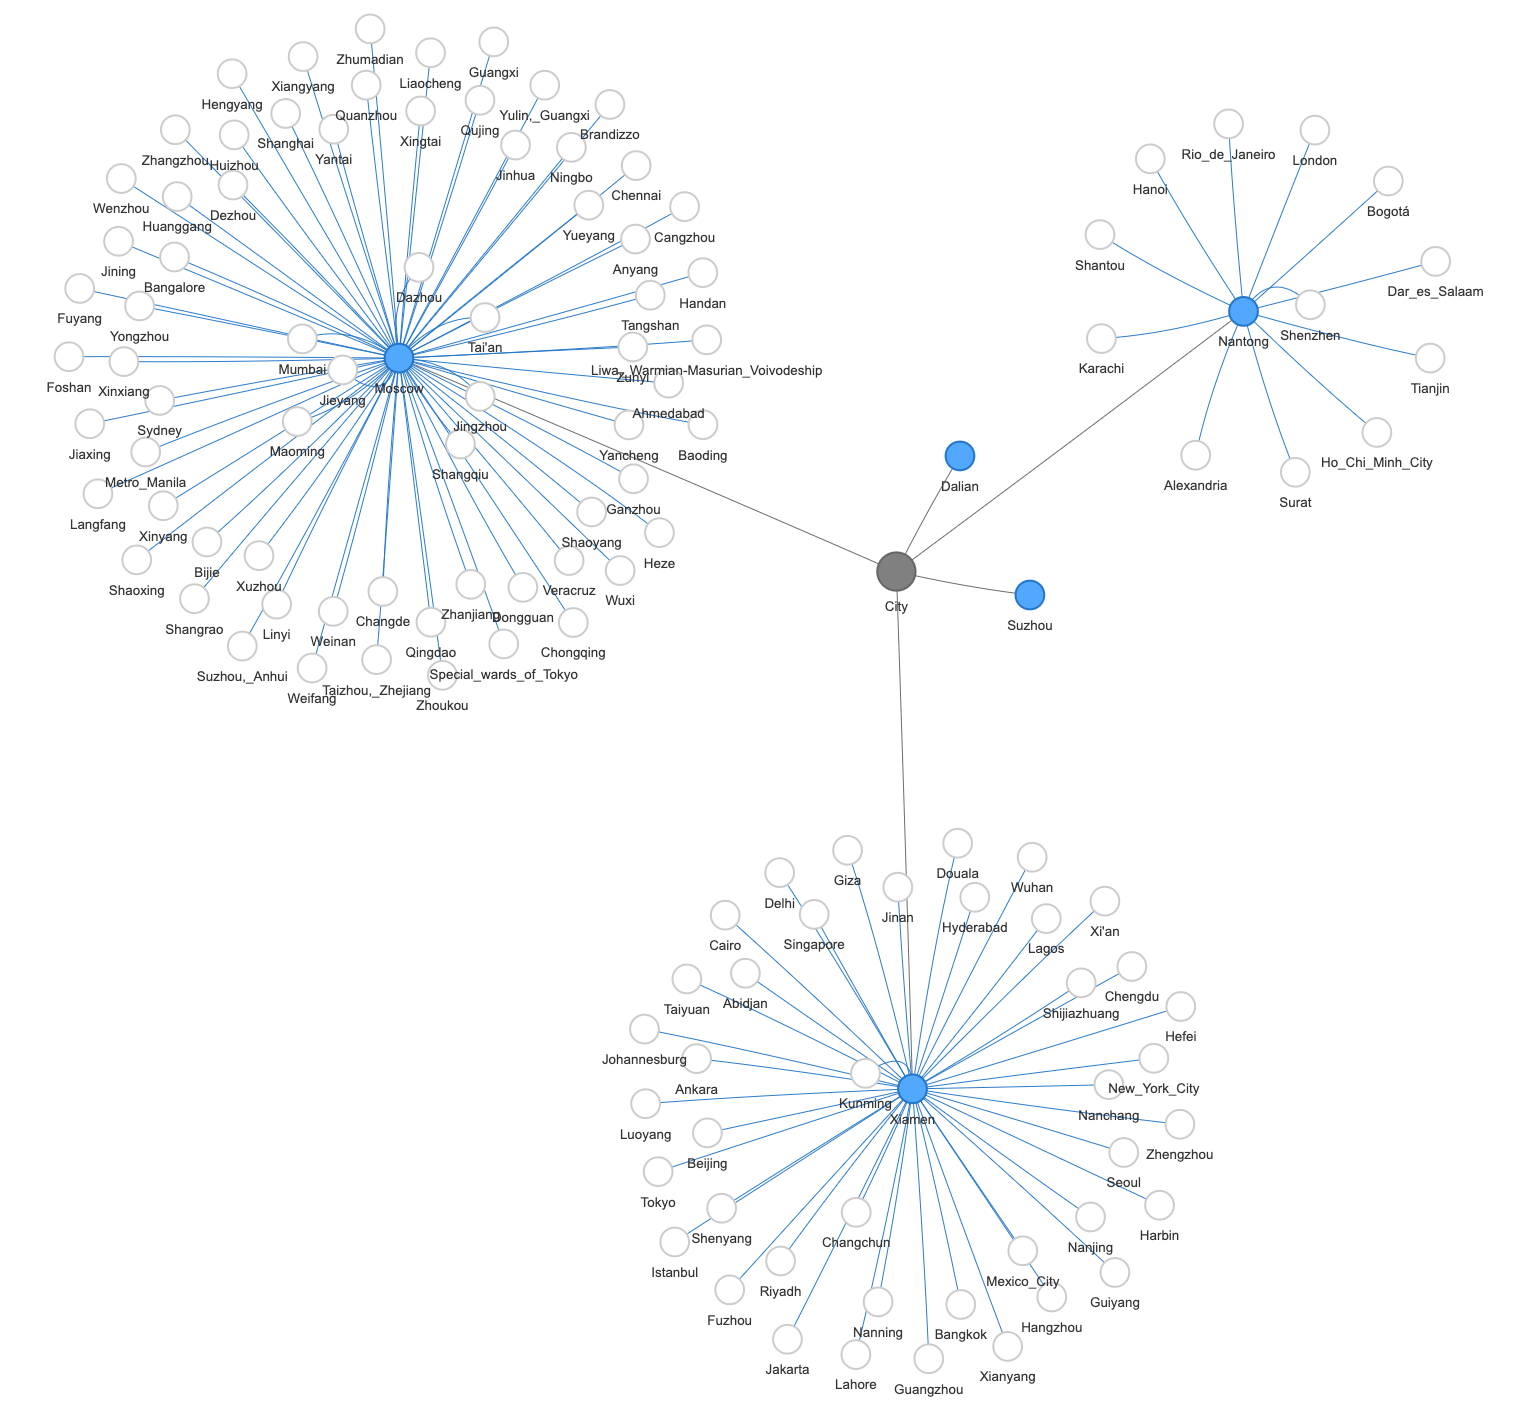 Zhumadian
Liaocheng
Guangxi
Xiangyang
Hengyang
Quanzhou
Yulin,_Guangxi
Qujing
Brandizzo
Xingtai
Shanghai
Yantai
Zhangzhou
Huizhou
Jinhua
Ningbo
Chennai
Wenzhou
Dezhou
Huanggang
Yueyang
Cangzhou
Jining
Bangalore
Anyang
Dazhou
Handan
Fuyang
Yongzhou
Tangshan
Tai'an
Mumbai
Liwa,_Warmian-Masurian_Voivodeship
Zunyi
Foshan
Xinxiang
Moscow
Jieyang
Ahmedabad
Jingzhou
Sydney
Jiaxing
Maoming
Yancheng
Baoding
Shangqiu
Metro_Manila
Langfang
Ganzhou
Xinyang
Shaoyang
Heze
Bijie
Shaoxing
Xuzhou
Veracruz
Wuxi
Shangrao
Linyi
Weinan
Changde
Zhanjiang
Dongguan
Qingdao
Chongqing
Suzhou,_Anhui
Special_wards_of_Tokyo
Weifang
Taizhou,_Zhejiang
Zhoukou
Rio_de_Janeiro
London
Hanoi
Bogotá
Shantou
Dar_es_Salaam
Shenzhen
Nantong
Karachi
Tianjin
Ho_Chi_Minh_City
Alexandria
Surat
Dalian
City
Suzhou
Giza
Douala
Wuhan
Delhi
Jinan
Hyderabad
Xi'an
Cairo
Singapore
Lagos
Taiyuan
Abidjan
Chengdu
Shijiazhuang
Hefei
Johannesburg
Ankara
New_York_City
Kunming
Xiamen
Nanchang
Luoyang
Beijing
Zhengzhou
Seoul
Tokyo
Shenyang
Changchun
Harbin
Nanjing
Istanbul
Riyadh
Mexico_City
Guiyang
Fuzhou
Nanning
Bangkok
Hangzhou
Jakarta
Lahore
Guangzhou
Xianyang